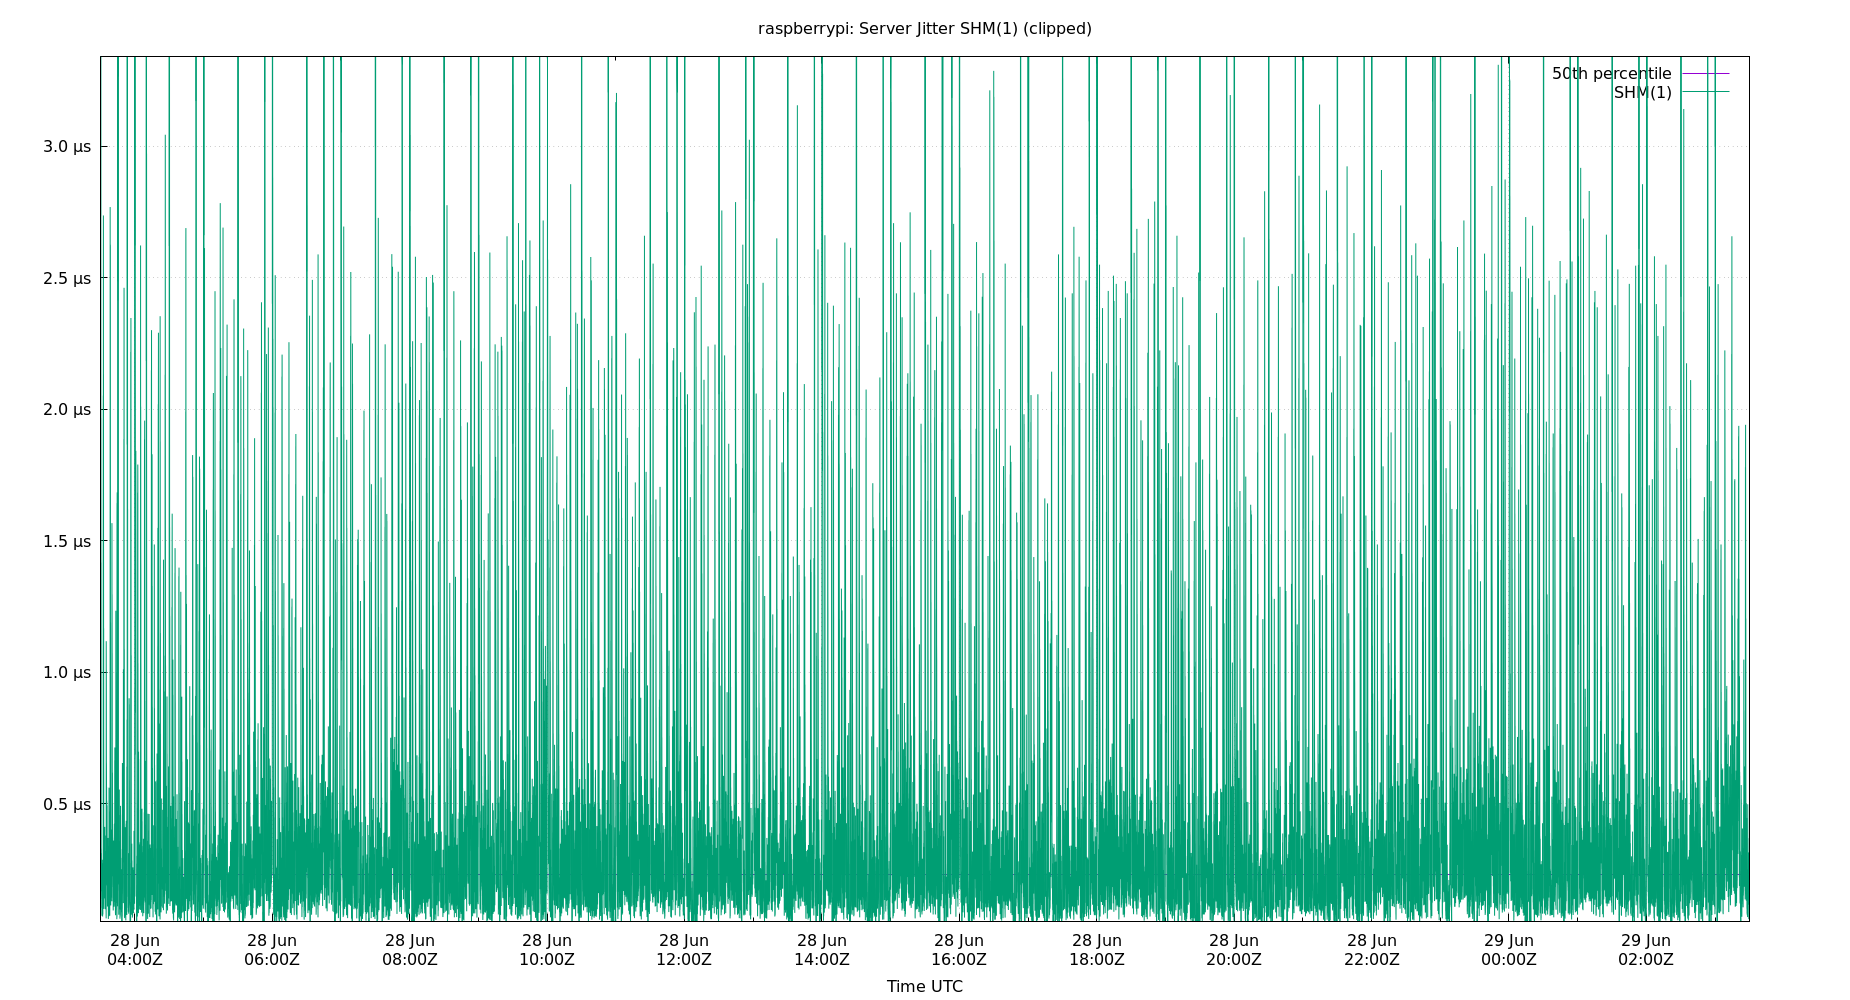 raspberrypi: Server Jitter SHM(1) (clipped)
50th percentile
SHM(1)
3.0 µs
2.5 µs
2.0 µs
1.5 µs
1.0 µs
0.5 µs
28 Jun 28 Jun 28 Jun 28 Jun 28 Jun 28 Jun 28 Jun 28 Jun 28 Jun 28 Jun 29 Jun 29 Jun
04:00Z 06:00Z 08:00Z 10:00Z 12:00Z 14:00Z 16:00Z 18:00Z 20:00Z 22:00Z 00:00Z 02:00Z
Time UTC